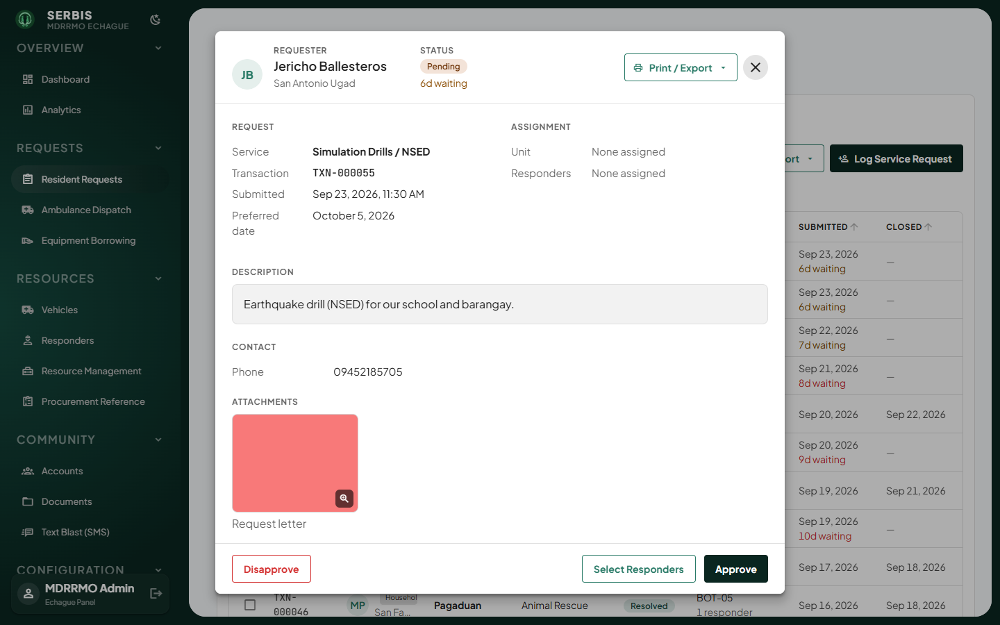 SERBIS
MDRRMO ECHAGUE
OVERVIEW
Dashboard
Analytics
REQUESTS
Resident Requests
Ambulance Dispatch
Equipment Borrowing
RESOURCES
Vehicles
Responders
Resource Management
Procurement Reference
COMMUNITY
Accounts
Documents
Text Blast (SMS)
CONFIGURATION
MDRRMO Admin
Echague Panel
JB
REQUESTER
Jericho Ballesteros
San Antonio Ugad
STATUS
Pending
6d waiting
Print / Export
REQUEST
Service Simulation Drills / NSED
Transaction TXN-000055
Submitted Sep 23, 2026, 11:30 AM
Preferred date October 5, 2026
ASSIGNMENT
Unit None assigned
Responders None assigned
DESCRIPTION
Earthquake drill (NSED) for our school and barangay.
CONTACT
Phone 09452185705
ATTACHMENTS
Request letter
Disapprove
Select Responders
Approve
ort
Log Service Request
SUBMITTED CLOSED
Sep 23, 2026 —
6d waiting
Sep 23, 2026 —
6d waiting
Sep 22, 2026 —
7d waiting
Sep 21, 2026 —
8d waiting
Sep 20, 2026 Sep 22, 2026
Sep 20, 2026 —
9d waiting
Sep 19, 2026 Sep 21, 2026
Sep 19, 2026 —
10d waiting
Sep 17, 2026 Sep 18, 2026
TXN-
000046
MP
Househol
San Fa...
Pagaduan
Animal Rescue
Resolved
BOT-05
1 responder
Sep 16, 2026 Sep 18, 2026